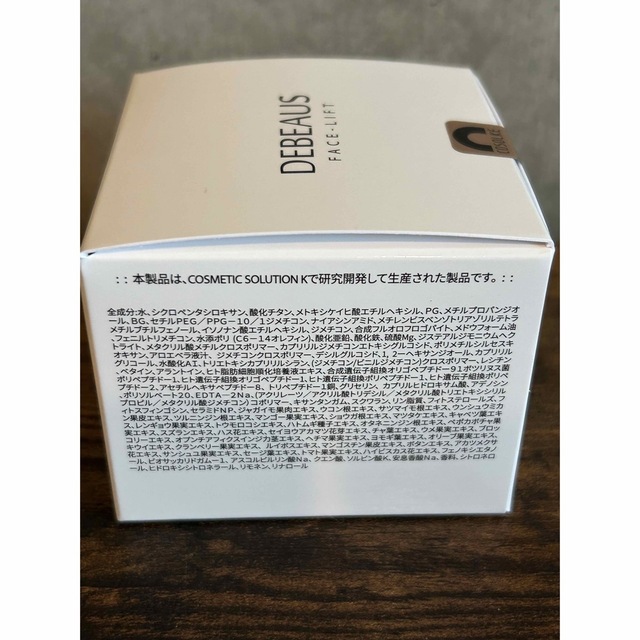 DEBEAUS
FACE-LIFT
COSOL.K
: : 本製品は、COSMETIC SOLUTION Kで研究開発して生産された製品です。: :
全成分:水、シクロペンタシロキサン、酸化チタン、メトキシケイヒ酸エチルヘキシル、PG、メチルプロパンジオ
ール、BG、セチルPEG/PPG-10/1ジメチコン、ナイアシンアミド、メチレンビスベンゾトリアゾリルテトラ
メチルブチルフェノール、イソノナン酸エチルヘキシル、ジメチコン、合成フルオロフロゴパイト、メドウフォーム油
、フェニルトリメチコン、水添ポリ(C6-14オレフィン)、酸化亜鉛、酸化鉄、硫酸Mg、ジステアルジモニウムヘクト
ライト、メタクリル酸メチルクロスポリマー、カプリリルジメチコンエトキシグルコシド、ポリメチルシルセス
キオキサン、アロエベラ液汁、ジメチコンクロスポリマー、デシルグルコシド、1,2-ヘキサンジオール、カプリリル
グリコール、水酸化Al、トリエトキシカプリリルシラン、(ジメチコン/ビニルジメチコン)クロスポリマー、レシチン
、ベタイン、アラントイン、ヒト脂肪細胞順化培養液エキス、合成遺伝子組換オリゴペプチド-91ボツリヌス菌
ポリペプチド-1、ヒト遺伝子組換オリゴペプチド-1、ヒト遺伝子組換ポリペプチド-1、ヒト遺伝子組換ポリペ
プチド-2、アセチルヘキサペプチド-8、トリペプチド-1銅、グリセリン、カプリルヒドロキサム酸、アデノシン
、ポリソルベート20、EDTA-2Na、(アクリレーツ/アクリル酸トリデシル/メタクリル酸トリエトキシシリル
プロピル/メタクリル酸ジメチコン)コポリマー、キサンタンガム、スクワラン、リン脂質、フィトステロールズ、フ
ィトスフィンゴシン、セラミドNP、ジャガイモ果肉エキス、ウコン根エキス、サツマイモ根エキス、ウンシュウミカ
ン果皮エキス、ツルニンジン根エキス、マンゴー果実エキス、ショウガ根エキス、マツタケエキス、キャベツ葉エキ
ス、レンギョウ果実エキス、トウモロコシエキス、ハトムギ種子エキス、オタネニンジン根エキス、ペポカボチャ果
実エキス、スプランエキス、ハス花エキス、セイヨウアカマツ花芽エキス、チャ葉エキス、ウメ果実エキス、ブロッ
コリーエキス、オプンチアフィクスインジカ茎エキス、ヘチマ果実エキス、ヨモギ葉エキス、オリーブ果実エキス、
キウイエキス、クランベリー果実エキス、ルイボスエキス、マンゴスチン果皮エキス、ボタンエキス、アカツメクサ
花エキス、サンシュユ果実エキス、セージ葉エキス、トマト果実エキス、ハイビスカス花エキス、フェノキシエタノ
ール、ビオサッカリドガム-1、アスコルビルリン酸Na、クエン酸、ソルビン酸K、安息香酸Na、香料、シトロネロ
ール、ヒドロキシシトロネラール、リモネン、リナロール